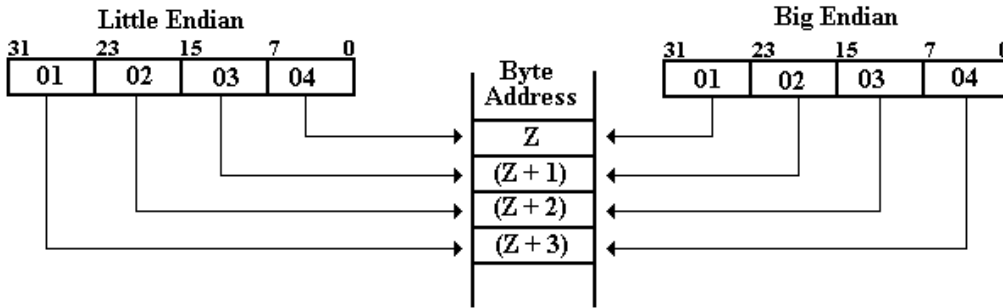 Little Endian
31 23 15 7 0
01 02 03 04
Byte
Address
Z
(Z + 1)
(Z + 2)
(Z + 3)
Big Endian
31 23 15 7 0
01 02 03 04